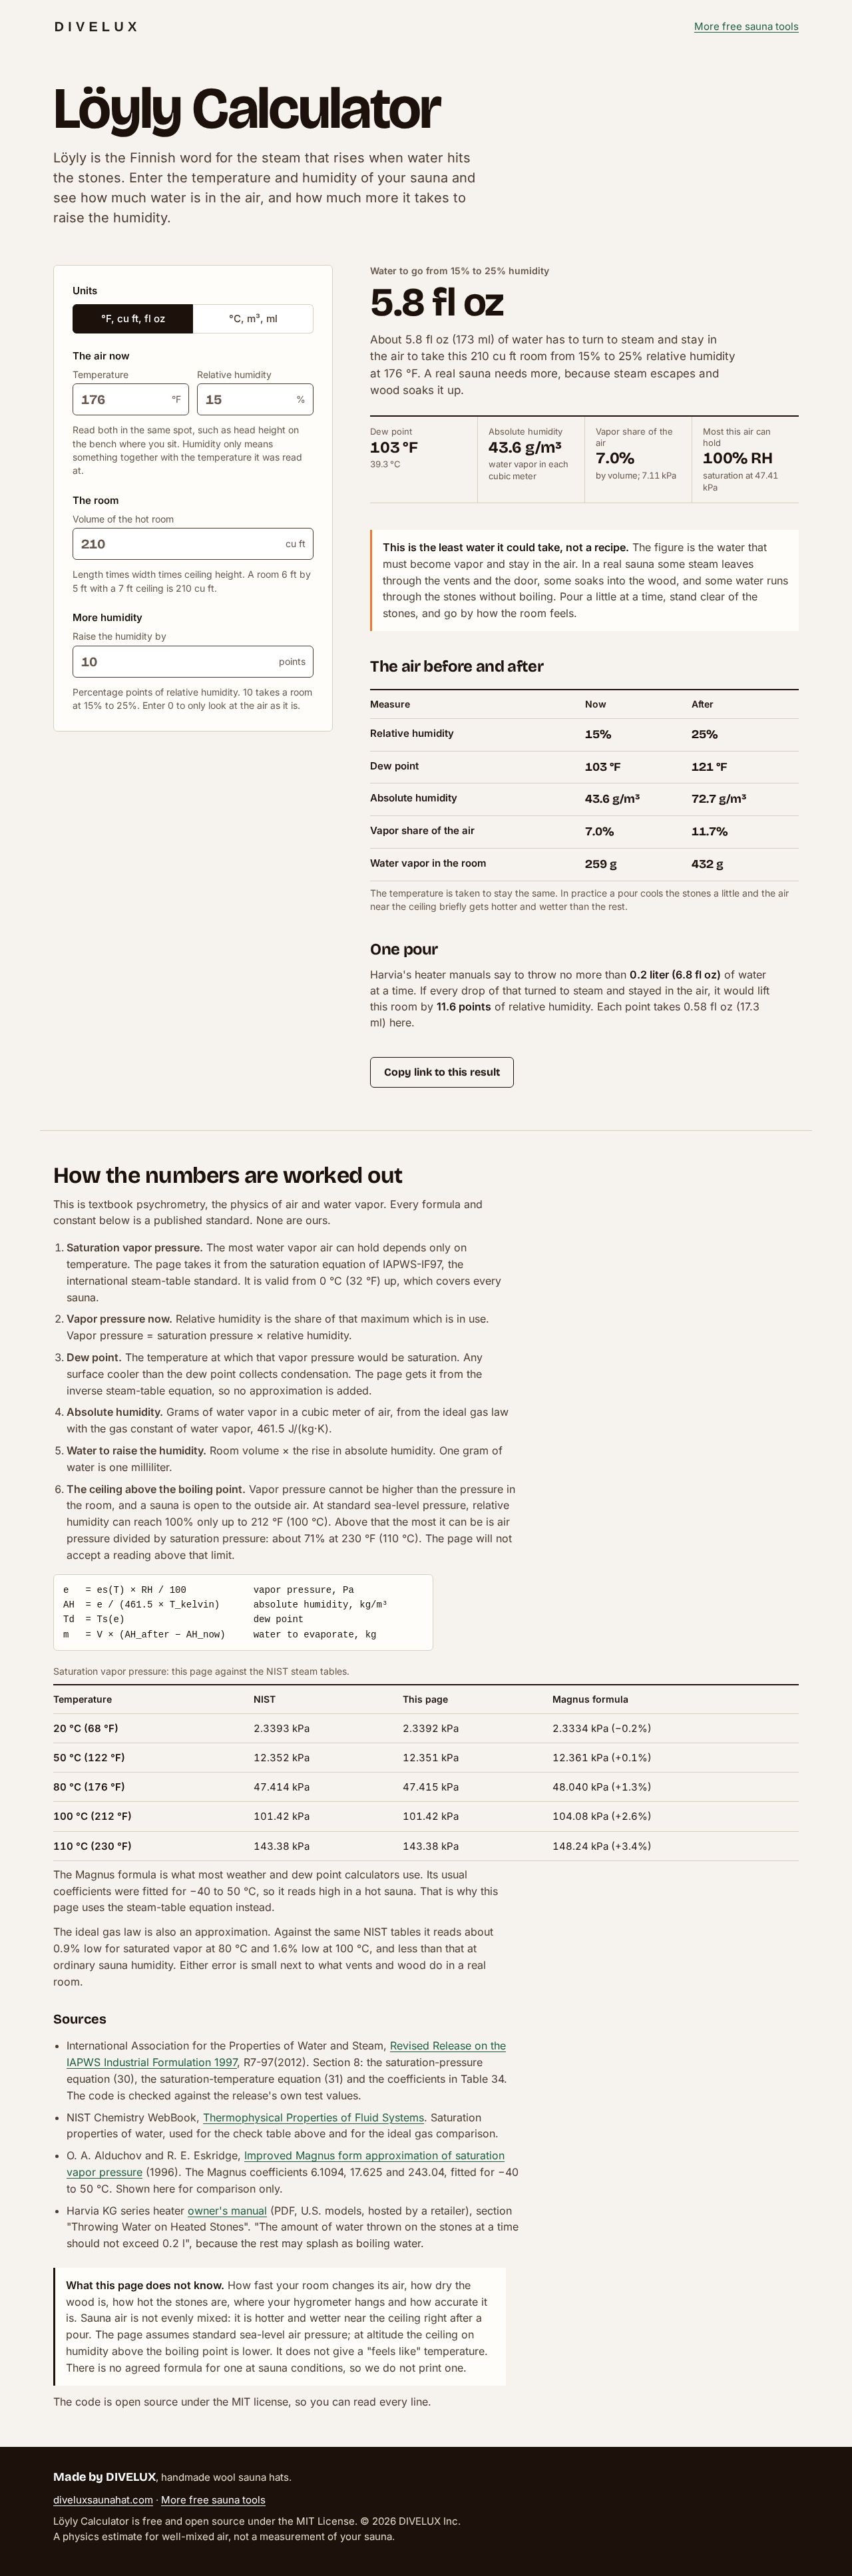 DIVELUX
More free sauna tools
Löyly Calculator
Löyly is the Finnish word for the steam that rises when water hits
the stones. Enter the temperature and humidity of your sauna and
see how much water is in the air, and how much more it takes to
raise the humidity.
Units
°F, cu ft, fl oz
°C, m³, ml
The air now
Temperature
Relative humidity
176 °F
15 %
Read both in the same spot, such as head height on
the bench where you sit. Humidity only means
something together with the temperature it was read
at.
The room
Volume of the hot room
210 cu ft
Length times width times ceiling height. A room 6 ft by
5 ft with a 7 ft ceiling is 210 cu ft.
More humidity
Raise the humidity by
10 points
Percentage points of relative humidity. 10 takes a room
at 15% to 25%. Enter 0 to only look at the air as it is.
Water to go from 15% to 25% humidity
5.8 fl oz
About 5.8 fl oz (173 ml) of water has to turn to steam and stay in
the air to take this 210 cu ft room from 15% to 25% relative humidity
at 176 °F. A real sauna needs more, because steam escapes and
wood soaks it up.
Dew point
103 °F
39.3 °C
Absolute humidity
43.6 g/m³
water vapor in each
cubic meter
Vapor share of the
air
7.0%
by volume; 7.11 kPa
Most this air can
hold
100% RH
saturation at 47.41
kPa
This is the least water it could take, not a recipe. The figure is the water that
must become vapor and stay in the air. In a real sauna some steam leaves
through the vents and the door, some soaks into the wood, and some water runs
through the stones without boiling. Pour a little at a time, stand clear of the
stones, and go by how the room feels.
The air before and after
Measure Now After
Relative humidity 15% 25%
Dew point 103 °F 121 °F
Absolute humidity 43.6 g/m³ 72.7 g/m³
Vapor share of the air 7.0% 11.7%
Water vapor in the room 259 g 432 g
The temperature is taken to stay the same. In practice a pour cools the stones a little and the air
near the ceiling briefly gets hotter and wetter than the rest.
One pour
Harvia's heater manuals say to throw no more than 0.2 liter (6.8 fl oz) of water
at a time. If every drop of that turned to steam and stayed in the air, it would lift
this room by 11.6 points of relative humidity. Each point takes 0.58 fl oz (17.3
ml) here.
Copy link to this result
How the numbers are worked out
This is textbook psychrometry, the physics of air and water vapor. Every formula and
constant below is a published standard. None are ours.
1. Saturation vapor pressure. The most water vapor air can hold depends only on
temperature. The page takes it from the saturation equation of IAPWS-IF97, the
international steam-table standard. It is valid from 0 °C (32 °F) up, which covers every
sauna.
2. Vapor pressure now. Relative humidity is the share of that maximum which is in use.
Vapor pressure = saturation pressure × relative humidity.
3. Dew point. The temperature at which that vapor pressure would be saturation. Any
surface cooler than the dew point collects condensation. The page gets it from the
inverse steam-table equation, so no approximation is added.
4. Absolute humidity. Grams of water vapor in a cubic meter of air, from the ideal gas law
with the gas constant of water vapor, 461.5 J/(kg·K).
5. Water to raise the humidity. Room volume × the rise in absolute humidity. One gram of
water is one milliliter.
6. The ceiling above the boiling point. Vapor pressure cannot be higher than the pressure in
the room, and a sauna is open to the outside air. At standard sea-level pressure, relative
humidity can reach 100% only up to 212 °F (100 °C). Above that the most it can be is air
pressure divided by saturation pressure: about 71% at 230 °F (110 °C). The page will not
accept a reading above that limit.
e = es(T) × RH / 100 vapor pressure, Pa
AH = e / (461.5 × T_kelvin) absolute humidity, kg/m³
Td = Ts(e) dew point
m = V × (AH_after − AH_now) water to evaporate, kg
Saturation vapor pressure: this page against the NIST steam tables.
Temperature NIST This page Magnus formula
20 °C (68 °F) 2.3393 kPa 2.3392 kPa 2.3334 kPa (−0.2%)
50 °C (122 °F) 12.352 kPa 12.351 kPa 12.361 kPa (+0.1%)
80 °C (176 °F) 47.414 kPa 47.415 kPa 48.040 kPa (+1.3%)
100 °C (212 °F) 101.42 kPa 101.42 kPa 104.08 kPa (+2.6%)
110 °C (230 °F) 143.38 kPa 143.38 kPa 148.24 kPa (+3.4%)
The Magnus formula is what most weather and dew point calculators use. Its usual
coefficients were fitted for −40 to 50 °C, so it reads high in a hot sauna. That is why this
page uses the steam-table equation instead.
The ideal gas law is also an approximation. Against the same NIST tables it reads about
0.9% low for saturated vapor at 80 °C and 1.6% low at 100 °C, and less than that at
ordinary sauna humidity. Either error is small next to what vents and wood do in a real
room.
Sources
• International Association for the Properties of Water and Steam, Revised Release on the
IAPWS Industrial Formulation 1997, R7-97(2012). Section 8: the saturation-pressure
equation (30), the saturation-temperature equation (31) and the coefficients in Table 34.
The code is checked against the release's own test values.
• NIST Chemistry WebBook, Thermophysical Properties of Fluid Systems. Saturation
properties of water, used for the check table above and for the ideal gas comparison.
• O. A. Alduchov and R. E. Eskridge, Improved Magnus form approximation of saturation
vapor pressure (1996). The Magnus coefficients 6.1094, 17.625 and 243.04, fitted for −40
to 50 °C. Shown here for comparison only.
• Harvia KG series heater owner's manual (PDF, U.S. models, hosted by a retailer), section
"Throwing Water on Heated Stones". "The amount of water thrown on the stones at a time
should not exceed 0.2 l", because the rest may splash as boiling water.
What this page does not know. How fast your room changes its air, how dry the
wood is, how hot the stones are, where your hygrometer hangs and how accurate it
is. Sauna air is not evenly mixed: it is hotter and wetter near the ceiling right after a
pour. The page assumes standard sea-level air pressure; at altitude the ceiling on
humidity above the boiling point is lower. It does not give a "feels like" temperature.
There is no agreed formula for one at sauna conditions, so we do not print one.
The code is open source under the MIT license, so you can read every line.
Made by DIVELUX, handmade wool sauna hats.
diveluxsaunahat.com · More free sauna tools
Löyly Calculator is free and open source under the MIT License. © 2026 DIVELUX Inc.
A physics estimate for well-mixed air, not a measurement of your sauna.